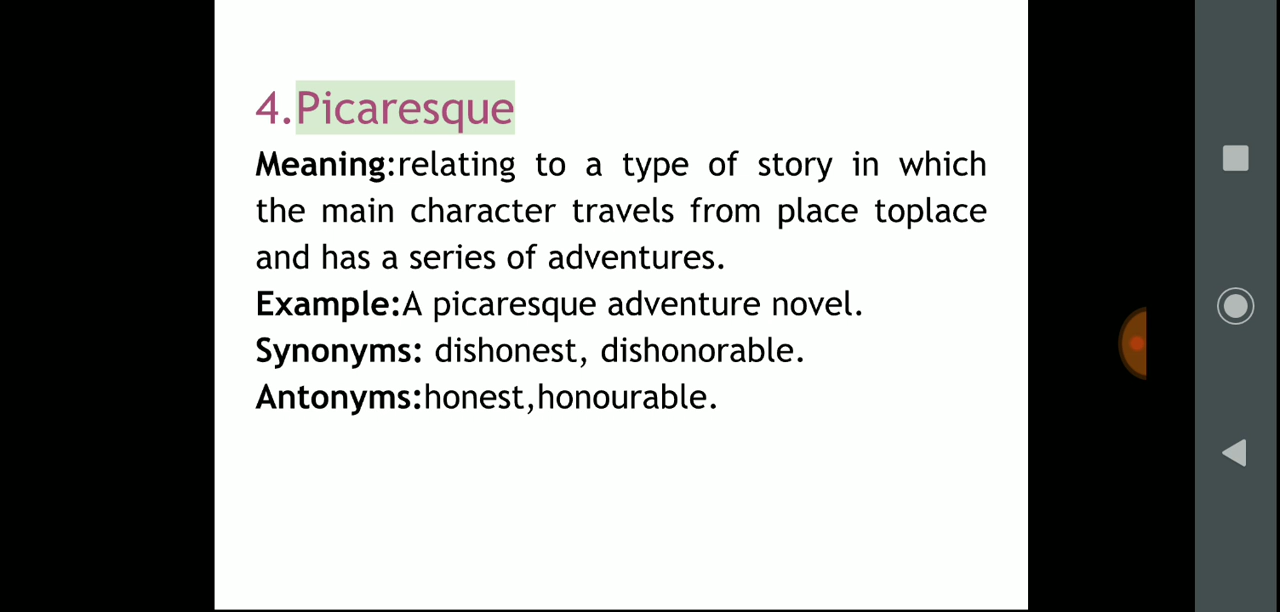 4.Picaresque
Meaning:relating to a type of story in which
the main character travels from place toplace
and has a series of adventures.
Example:A picaresque adventure novel.
Synonyms: dishonest, dishonorable.
Antonyms:honest,honourable.